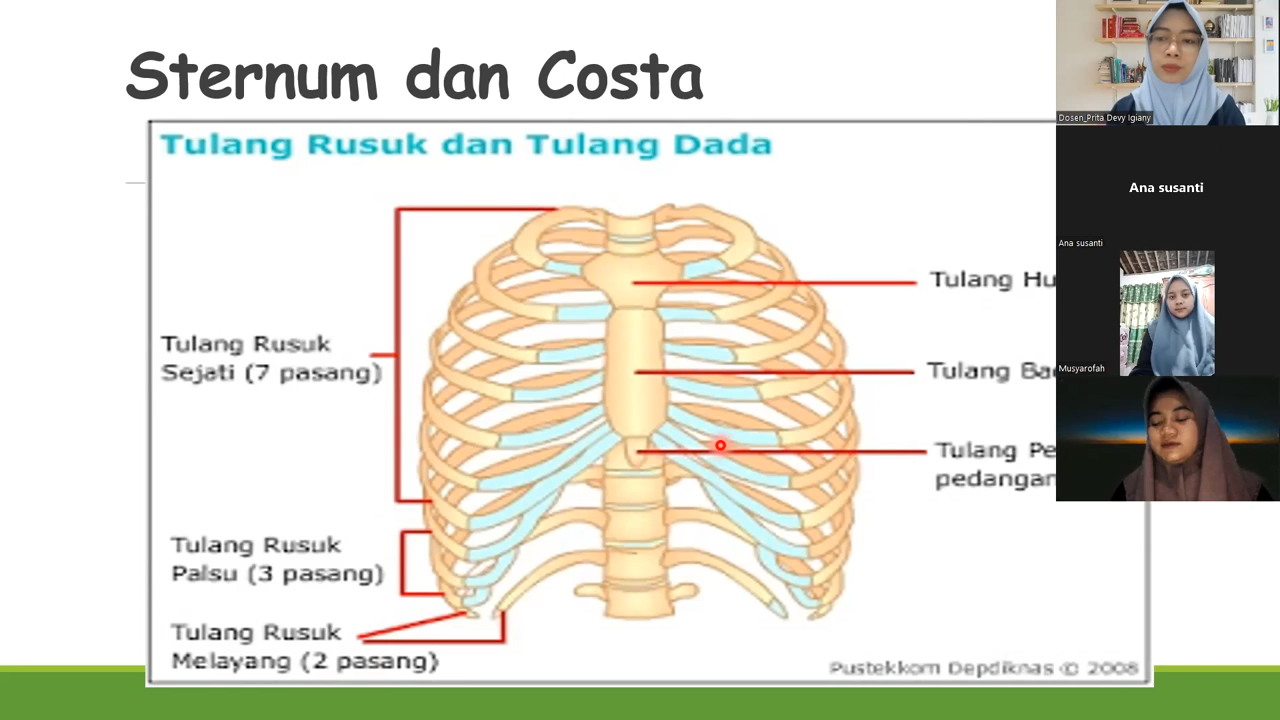 Sternum dan Costa
Tulang Rusuk dan Tulang Dada
Tulang Rusuk
Sejati (7 pasang)
Tulang Rusuk
Palsu (3 pasang)
Tulang Rusuk
Melayang (2 pasang)
Tulang Hu
Tulang Ba
Tulang Pe
pedangan
Pustekkom Depdiknas © 2008
Dosen_Prita Devy Igiany
Ana susanti
Ana susanti
Musyarofah